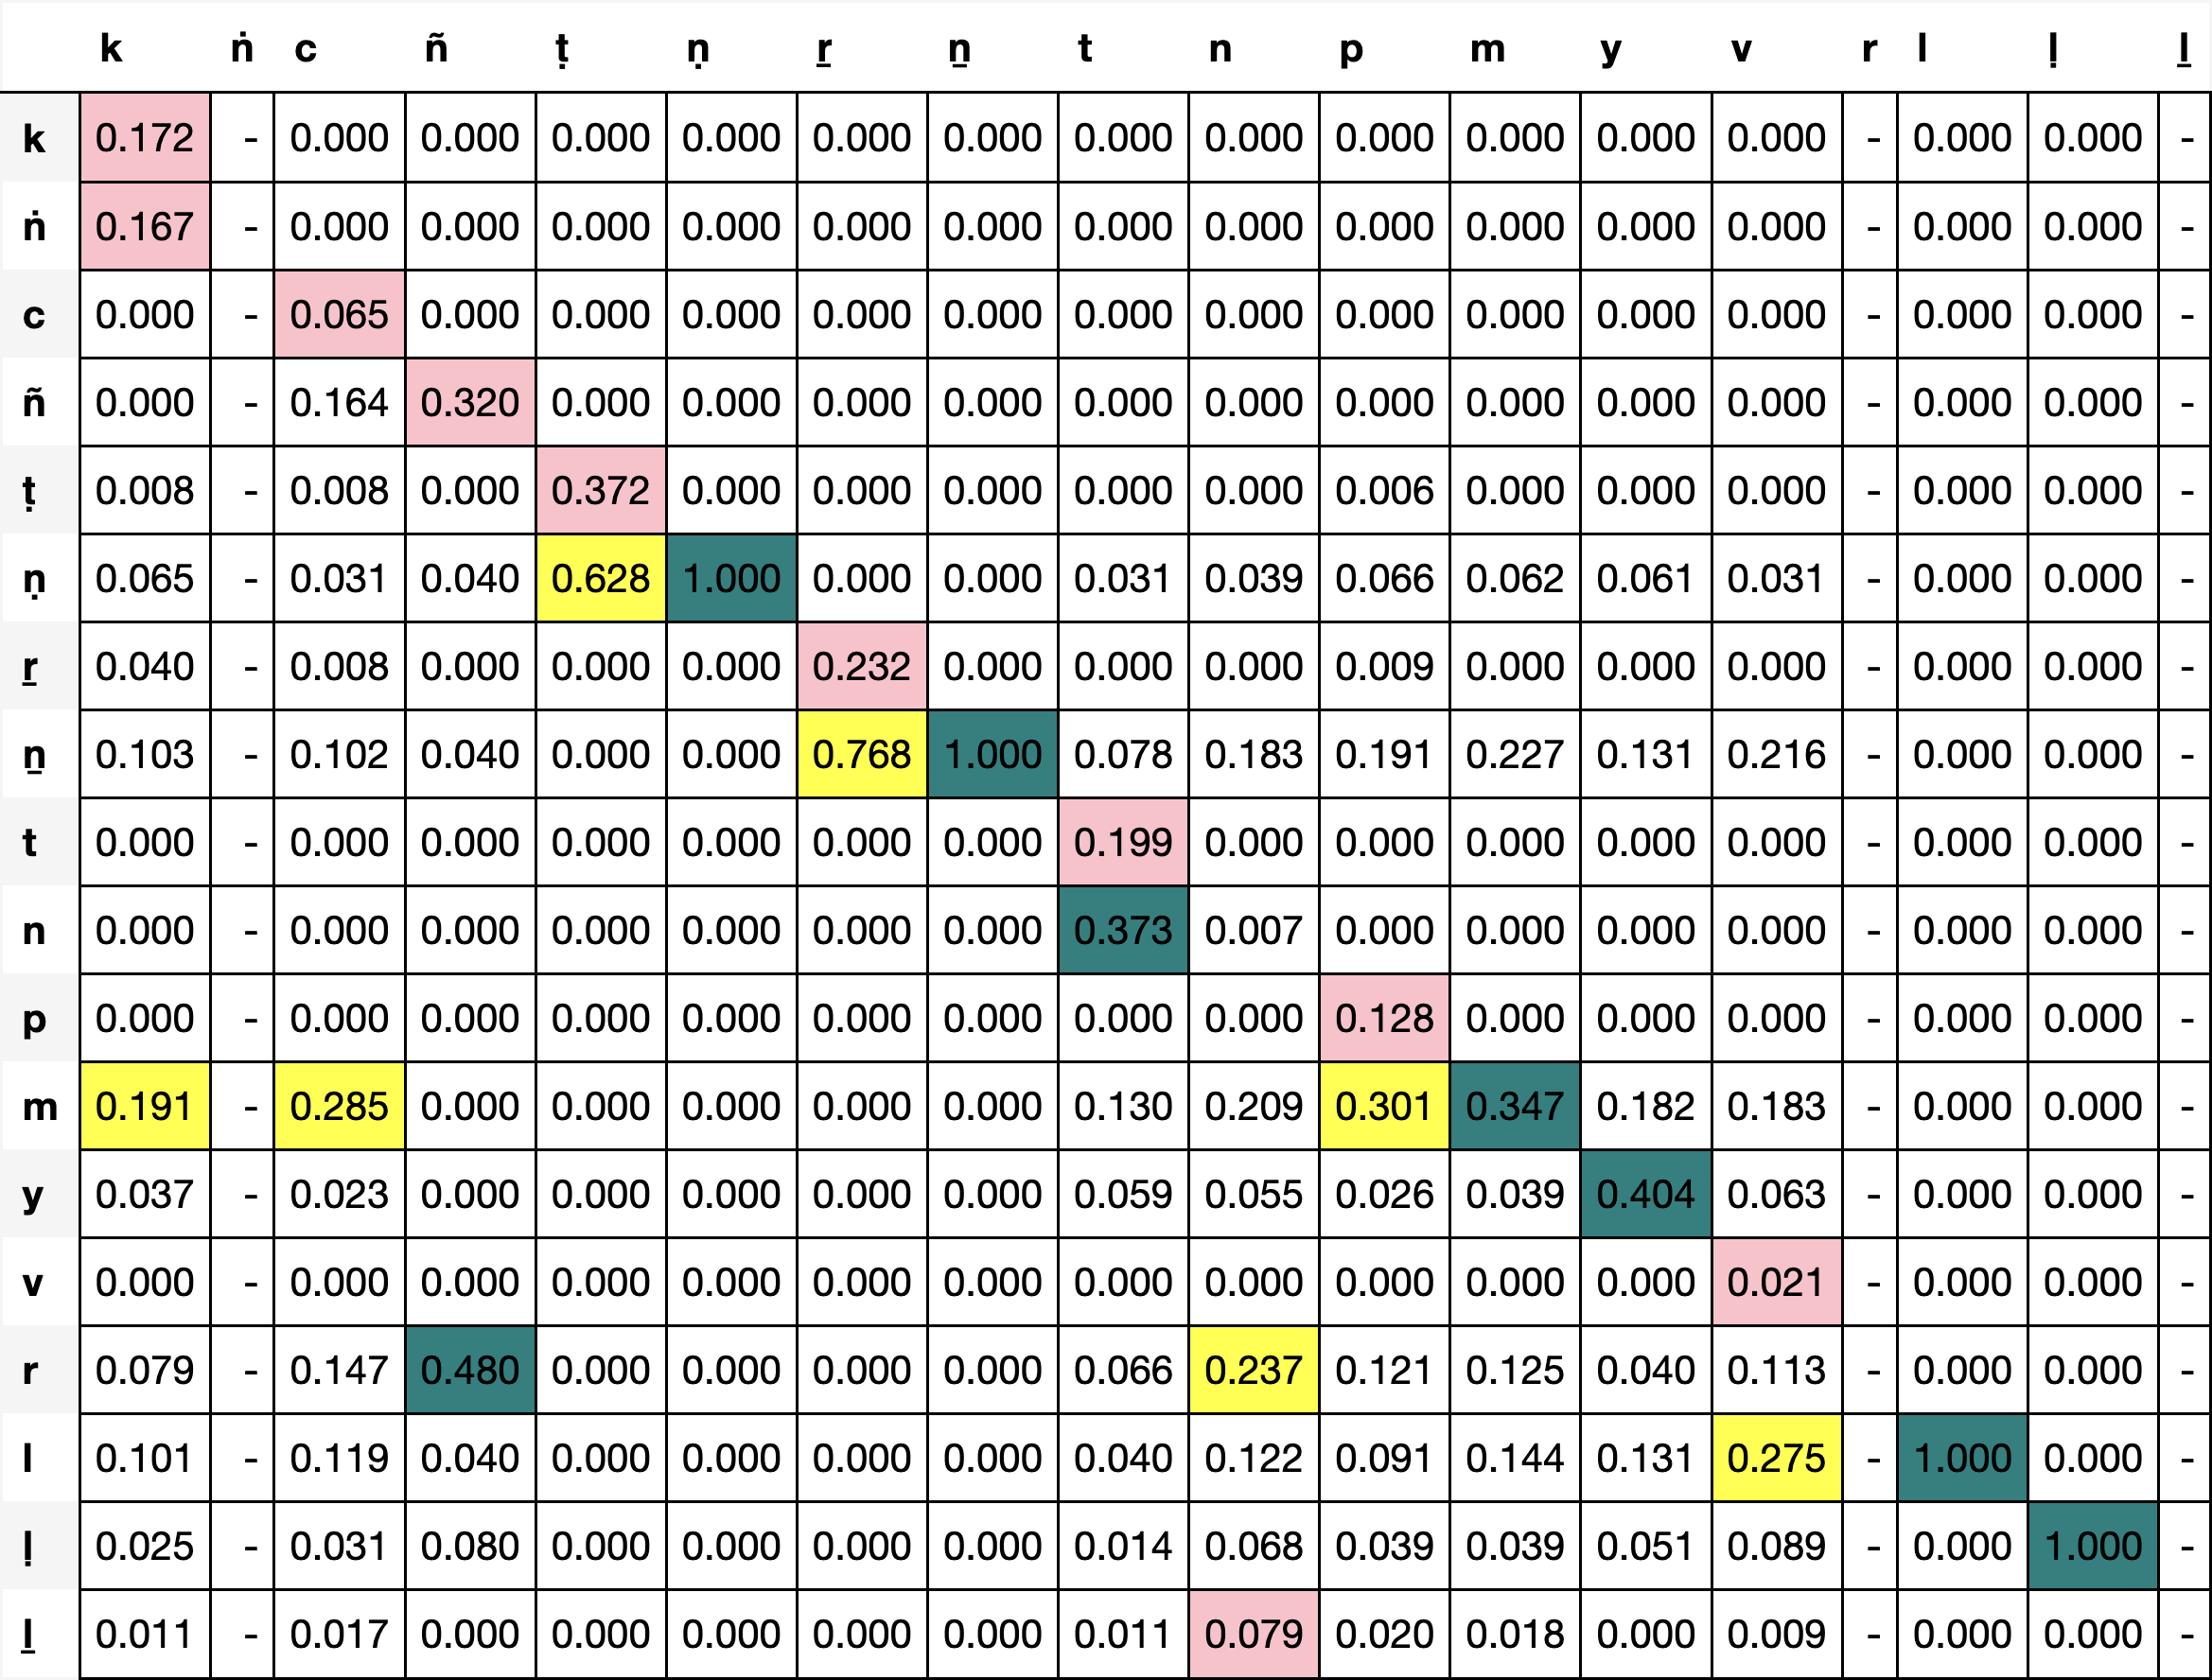 k ṅ c ñ ṭ ṇ ṟ ṉ t n p m y v r l ḷ ḻ
k 0.172 - 0.000 0.000 0.000 0.000 0.000 0.000 0.000 0.000 0.000 0.000 0.000 0.000 - 0.000 0.000 -
ṅ 0.167 - 0.000 0.000 0.000 0.000 0.000 0.000 0.000 0.000 0.000 0.000 0.000 0.000 - 0.000 0.000 -
c 0.000 - 0.065 0.000 0.000 0.000 0.000 0.000 0.000 0.000 0.000 0.000 0.000 0.000 - 0.000 0.000 -
ñ 0.000 - 0.164 0.320 0.000 0.000 0.000 0.000 0.000 0.000 0.000 0.000 0.000 0.000 - 0.000 0.000 -
ṭ 0.008 - 0.008 0.000 0.372 0.000 0.000 0.000 0.000 0.000 0.006 0.000 0.000 0.000 - 0.000 0.000 -
ṇ 0.065 - 0.031 0.040 0.628 1.000 0.000 0.000 0.031 0.039 0.066 0.062 0.061 0.031 - 0.000 0.000 -
ṟ 0.040 - 0.008 0.000 0.000 0.000 0.232 0.000 0.000 0.000 0.009 0.000 0.000 0.000 - 0.000 0.000 -
ṉ 0.103 - 0.102 0.040 0.000 0.000 0.768 1.000 0.078 0.183 0.191 0.227 0.131 0.216 - 0.000 0.000 -
t 0.000 - 0.000 0.000 0.000 0.000 0.000 0.000 0.199 0.000 0.000 0.000 0.000 0.000 - 0.000 0.000 -
n 0.000 - 0.000 0.000 0.000 0.000 0.000 0.000 0.373 0.007 0.000 0.000 0.000 0.000 - 0.000 0.000 -
p 0.000 - 0.000 0.000 0.000 0.000 0.000 0.000 0.000 0.000 0.128 0.000 0.000 0.000 - 0.000 0.000 -
m 0.191 - 0.285 0.000 0.000 0.000 0.000 0.000 0.130 0.209 0.301 0.347 0.182 0.183 - 0.000 0.000 -
y 0.037 - 0.023 0.000 0.000 0.000 0.000 0.000 0.059 0.055 0.026 0.039 0.404 0.063 - 0.000 0.000 -
v 0.000 - 0.000 0.000 0.000 0.000 0.000 0.000 0.000 0.000 0.000 0.000 0.000 0.021 - 0.000 0.000 -
r 0.079 - 0.147 0.480 0.000 0.000 0.000 0.000 0.066 0.237 0.121 0.125 0.040 0.113 - 0.000 0.000 -
l 0.101 - 0.119 0.040 0.000 0.000 0.000 0.000 0.040 0.122 0.091 0.144 0.131 0.275 - 1.000 0.000 -
ḷ 0.025 - 0.031 0.080 0.000 0.000 0.000 0.000 0.014 0.068 0.039 0.039 0.051 0.089 - 0.000 1.000 -
ḻ 0.011 - 0.017 0.000 0.000 0.000 0.000 0.000 0.011 0.079 0.020 0.018 0.000 0.009 - 0.000 0.000 -